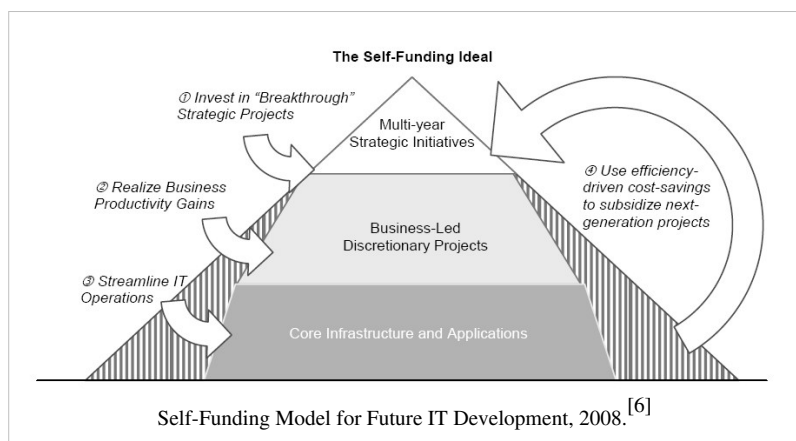 The Self-Funding Ideal
① Invest in “Breakthrough”
Strategic Projects
Multi-year
Strategic Initiatives
② Realize Business
Productivity Gains
④ Use efficiency-
driven cost-savings
to subsidize next-
generation projects
Business-Led
Discretionary Projects
③ Streamline IT
Operations
Core Infrastructure and Applications
Self-Funding Model for Future IT Development, 2008.[6]